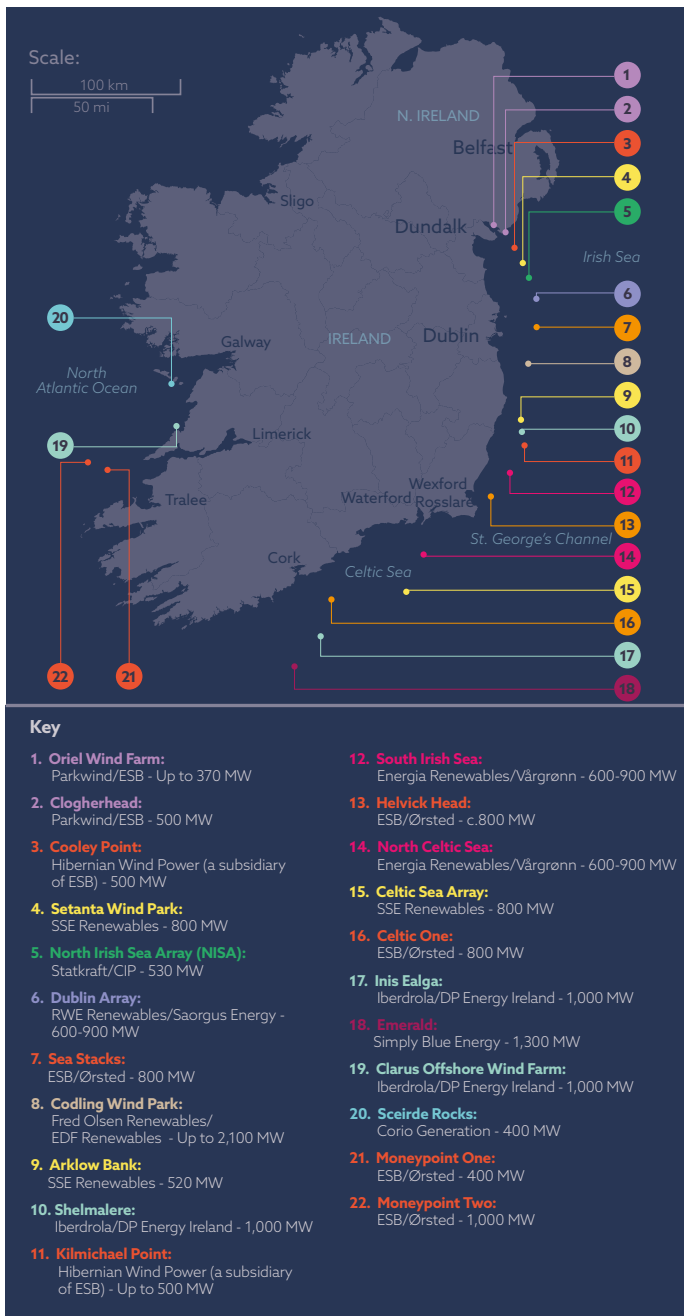 Scale:
100 km
50 mi
N. IRELAND
Belfast
Sligo
Dundalk
Irish Sea
Galway
IRELAND
Dublin
North
Atlantic Ocean
Limerick
Tralee
Waterford
Wexford
Rosslare
St. George's Channel
Cork
Celtic Sea
1
2
3
4
5
6
7
8
9
10
11
12
13
14
15
16
17
18
20
19
22
21
Key
1. Oriel Wind Farm:
Parkwind/ESB - Up to 370 MW
2. Clogherhead:
Parkwind/ESB - 500 MW
3. Cooley Point:
Hibernian Wind Power (a subsidiary
of ESB) - 500 MW
4. Setanta Wind Park:
SSE Renewables - 800 MW
5. North Irish Sea Array (NISA):
Statkraft/CIP - 530 MW
6. Dublin Array:
RWE Renewables/Saorgus Energy -
600-900 MW
7. Sea Stacks:
ESB/Ørsted - 800 MW
8. Codling Wind Park:
Fred Olsen Renewables/
EDF Renewables - Up to 2,100 MW
9. Arklow Bank:
SSE Renewables - 520 MW
10. Shelmalere:
Iberdrola/DP Energy Ireland - 1,000 MW
11. Kilmichael Point:
Hibernian Wind Power (a subsidiary
of ESB) - Up to 500 MW
12. South Irish Sea:
Energia Renewables/Vårgrønn - 600-900 MW
13. Helvick Head:
ESB/Ørsted - c.800 MW
14. North Celtic Sea:
Energia Renewables/Vårgrønn - 600-900 MW
15. Celtic Sea Array:
SSE Renewables - 800 MW
16. Celtic One:
ESB/Ørsted - 800 MW
17. Inis Ealga:
Iberdrola/DP Energy Ireland - 1,000 MW
18. Emerald:
Simply Blue Energy - 1,300 MW
19. Clarus Offshore Wind Farm:
Iberdrola/DP Energy Ireland - 1,000 MW
20. Sceirde Rocks:
Corio Generation - 400 MW
21. Moneypoint One:
ESB/Ørsted - 400 MW
22. Moneypoint Two:
ESB/Ørsted - 1,000 MW